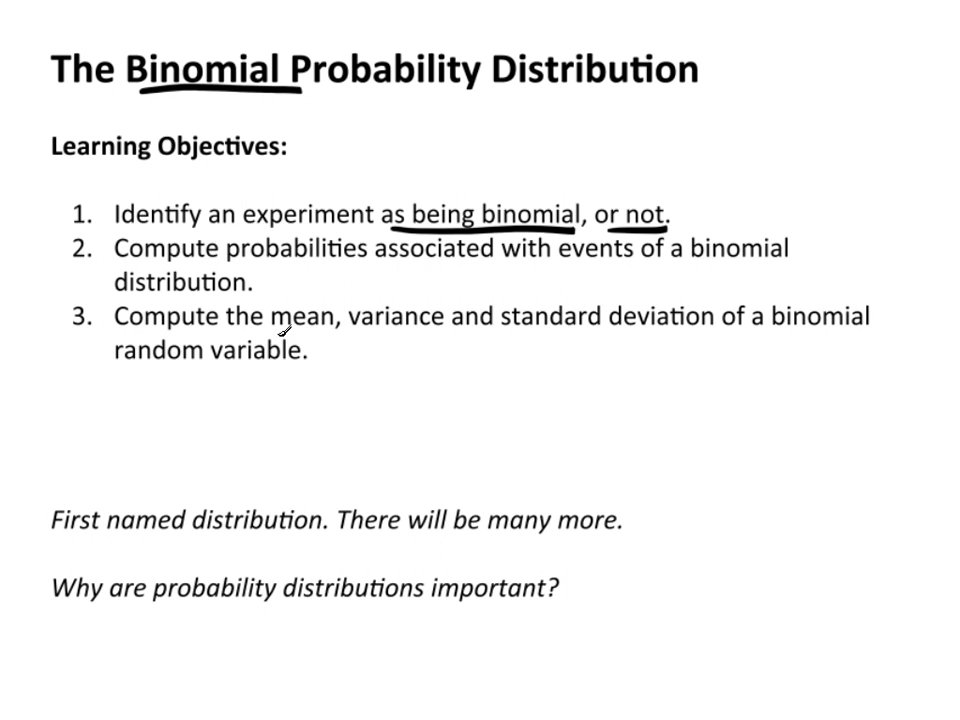 The Binomial Probability Distribution
Learning Objectives:
1. Identify an experiment as being binomial, or not.
2. Compute probabilities associated with events of a binomial
distribution.
3. Compute the mean, variance and standard deviation of a binomial
random variable.
First named distribution. There will be many more.
Why are probability distributions important?